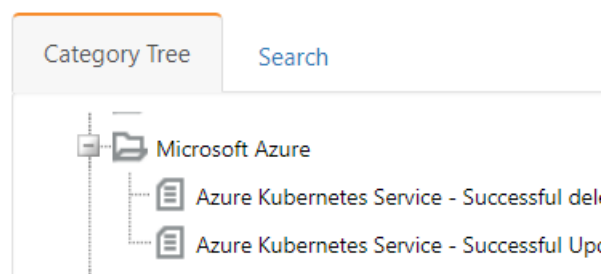 Category Tree
Search
Microsoft Azure
Azure Kubernetes Service - Successful
Azure Kubernetes Service - Successful